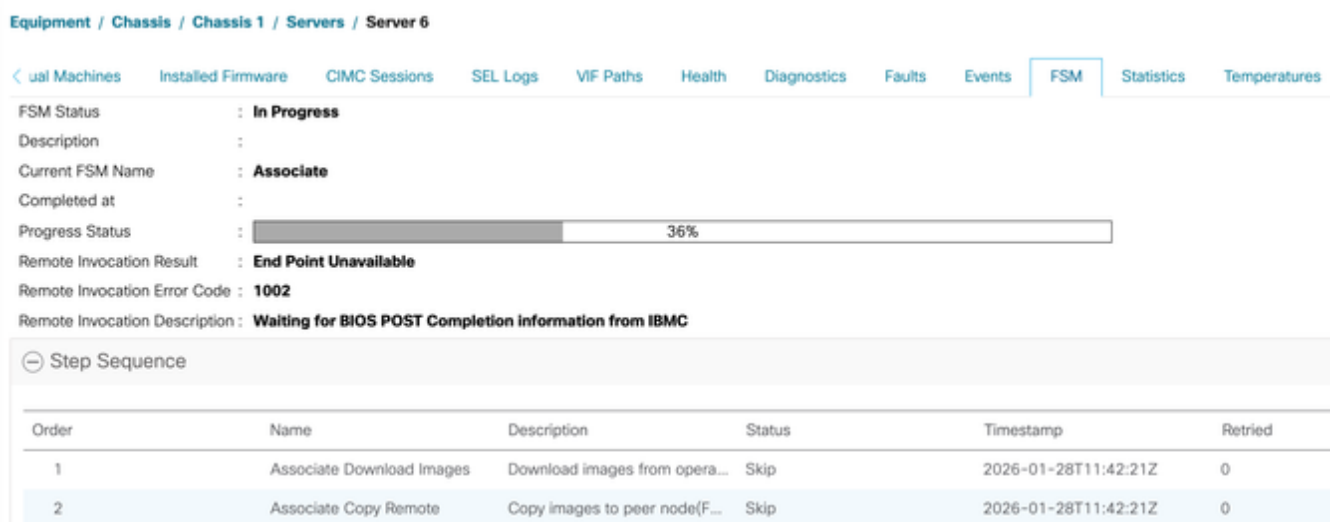 Equipment / Chassis / Chassis 1 / Servers / Server 6
< ual Machines Installed Firmware CIMC Sessions SEL Logs VIF Paths Health Diagnostics Faults Events FSM Statistics Temperatures
FSM Status : In Progress
Description :
Current FSM Name : Associate
Completed at :
Progress Status : 36%
Remote Invocation Result : End Point Unavailable
Remote Invocation Error Code : 1002
Remote Invocation Description : Waiting for BIOS POST Completion information from IBMC
Step Sequence
Order Name Description Status Timestamp Retried
1 Associate Download Images Download images from opera... Skip 2026-01-28T11:42:21Z 0
2 Associate Copy Remote Copy images to peer node(F... Skip 2026-01-28T11:42:21Z 0